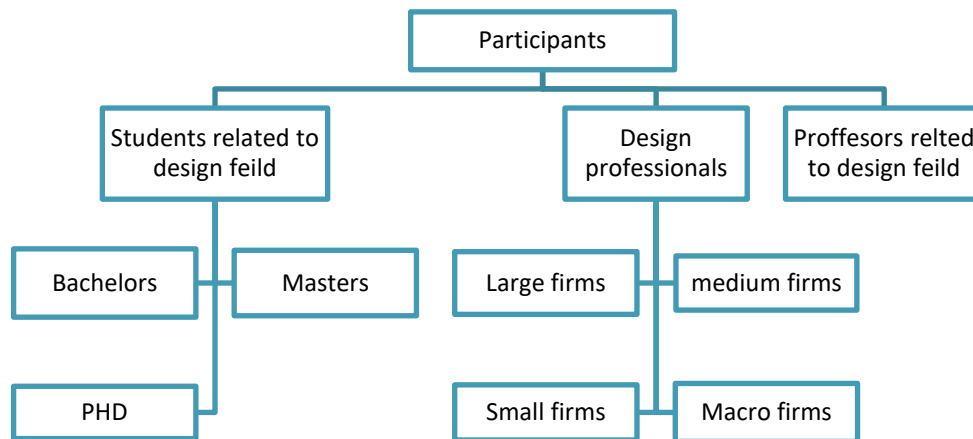 Participants
Students related to
design feild
Design
professionals
Proffesors relted
to design feild
Bachelors
Masters
Large firms
medium firms
PHD
Small firms
Macro firms